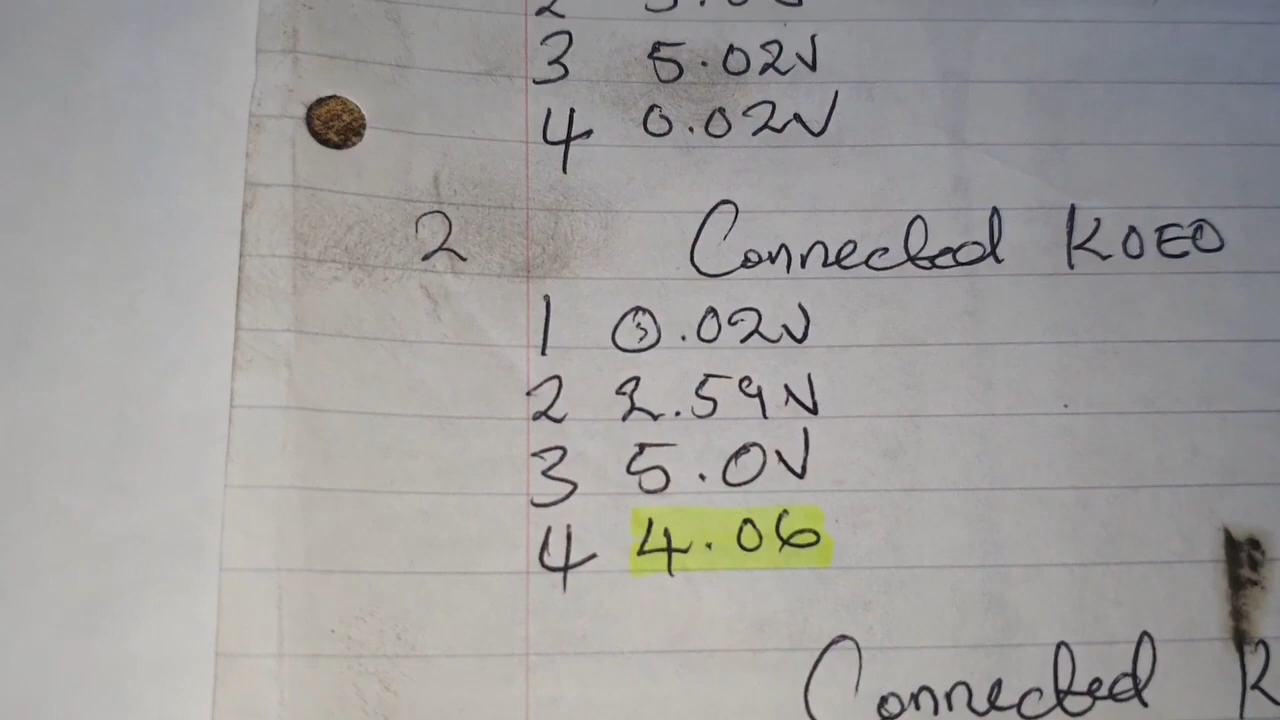 3 5.02V
4 0.02V
2 Connected KOEO
1 0.02V
2 2.59V
3 5.0V
4 4.06
Connected